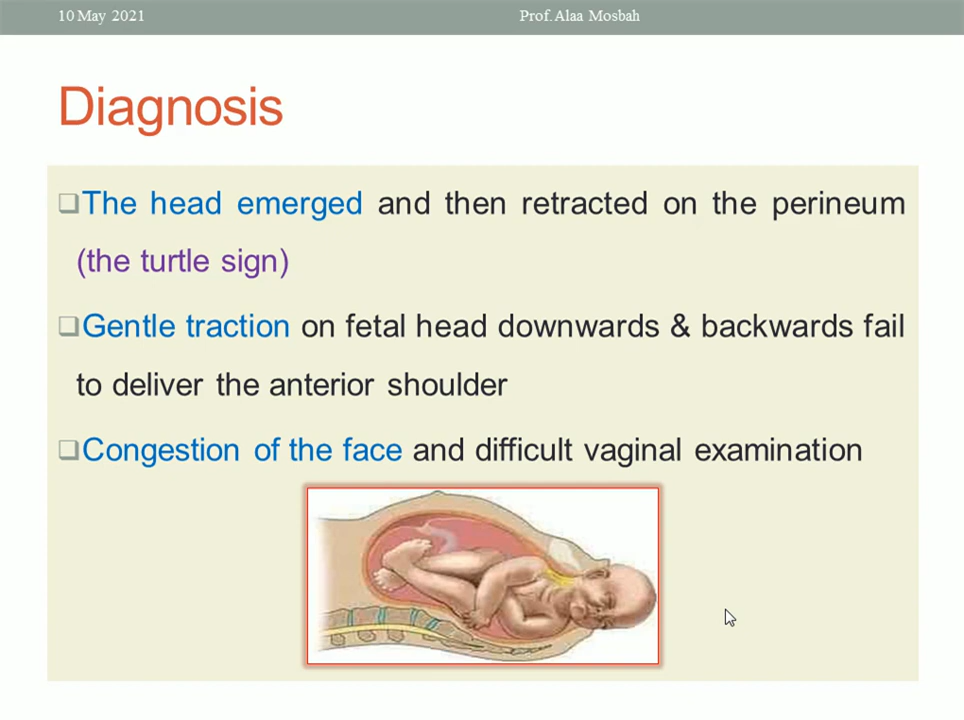 10 May 2021 Prof. Alaa Mosbah
Diagnosis
❑The head emerged and then retracted on the perineum
(the turtle sign)
❑Gentle traction on fetal head downwards & backwards fail
to deliver the anterior shoulder
❑Congestion of the face and difficult vaginal examination